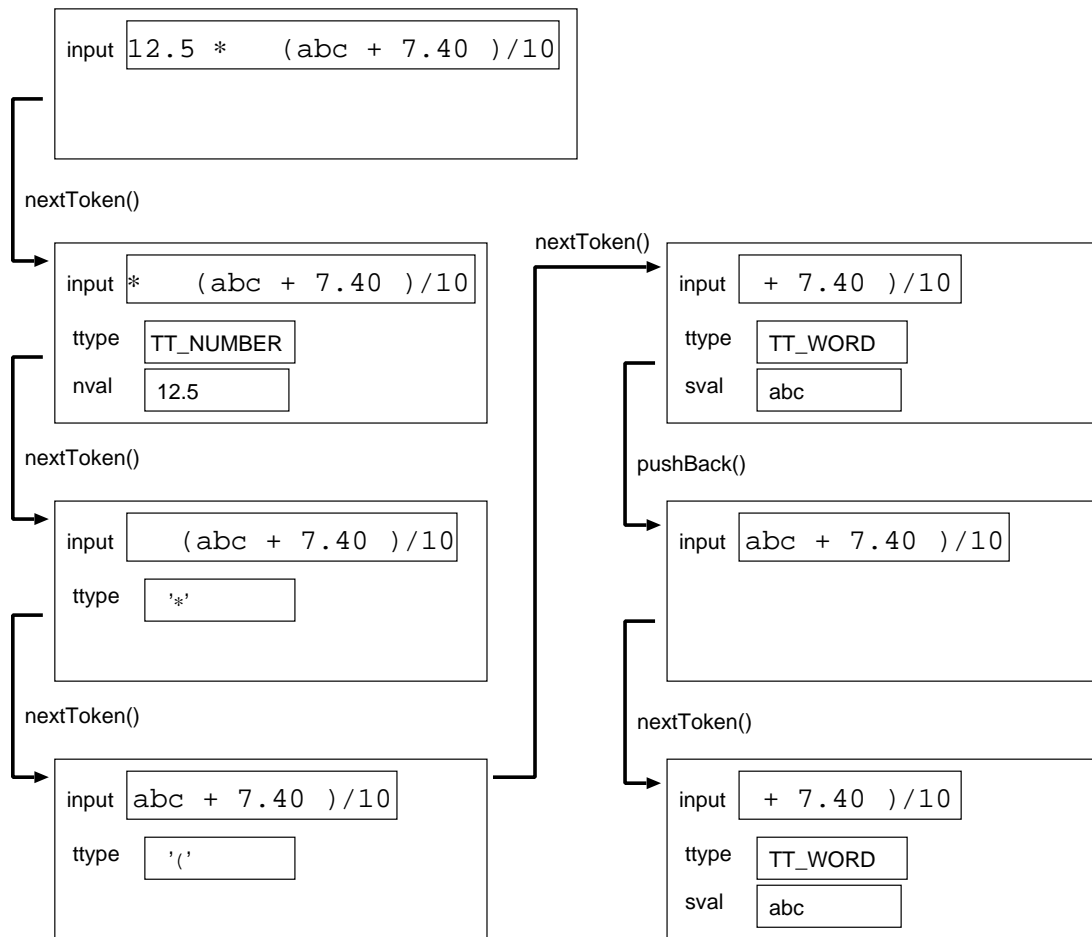 input 12.5 *   (abc + 7.40 )/10
nextToken()
input *   (abc + 7.40 )/10
ttype TT_NUMBER
nval 12.5
nextToken()
input   (abc + 7.40 )/10
ttype '*'
nextToken()
input abc + 7.40 )/10
ttype '('
nextToken()
input + 7.40 )/10
ttype TT_WORD
sval abc
pushBack()
input abc + 7.40 )/10
nextToken()
input + 7.40 )/10
ttype TT_WORD
sval abc